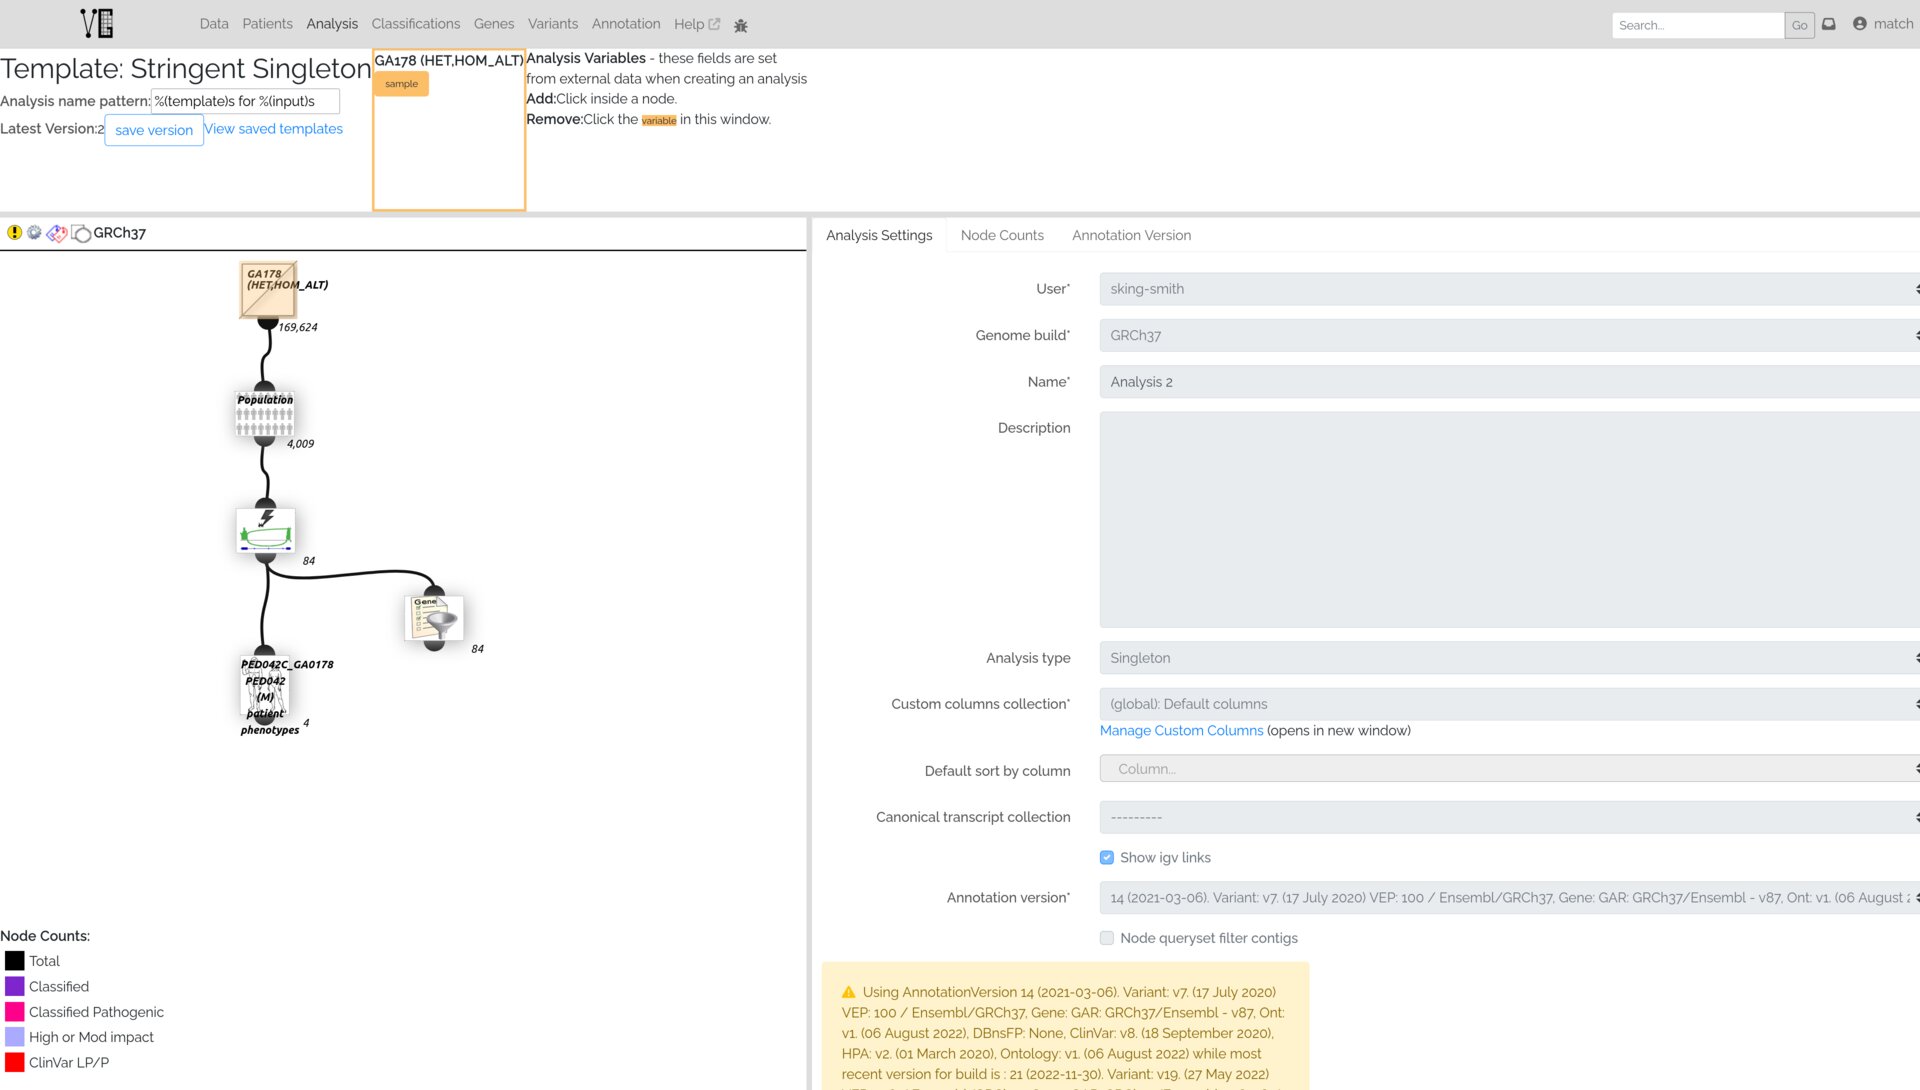 VG
Data Patients Analysis Classifications Genes Variants Annotation Help
Search... Go match
Template: Stringent Singleton
Analysis name pattern: %(template)s for %(input)s
Latest Version:2 save version View saved templates
GA178 (HET,HOM_ALT)
sample
Analysis Variables - these fields are set
from external data when creating an analysis
Add:Click inside a node.
Remove:Click the variable in this window.
GRCh37
GA178
(HET,HOM_ALT)
169,624
Population
4,009
84
Gene
84
PED042C_GA0178
PED042
(M)
patient
phenotypes
4
Node Counts:
Total
Classified
Classified Pathogenic
High or Mod impact
ClinVar LP/P
Analysis Settings Node Counts Annotation Version
User* sking-smith
Genome build* GRCh37
Name* Analysis 2
Description
Analysis type Singleton
Custom columns collection* (global): Default columns
Manage Custom Columns (opens in new window)
Default sort by column Column...
Canonical transcript collection ---------
Show igv links
Annotation version* 14 (2021-03-06). Variant: v7. (17 July 2020) VEP: 100 / Ensembl/GRCh37, Gene: GAR: GRCh37/Ensembl - v87, Ont: v1. (06 August
Node queryset filter contigs
Using AnnotationVersion 14 (2021-03-06). Variant: v7. (17 July 2020)
VEP: 100 / Ensembl/GRCh37, Gene: GAR: GRCh37/Ensembl - v87, Ont:
v1. (06 August 2022), DBnsFP: None, ClinVar: v8. (18 September 2020),
HPA: v2. (01 March 2020), Ontology: v1. (06 August 2022) while most
recent version for build is : 21 (2022-11-30). Variant: v19. (27 May 2022)